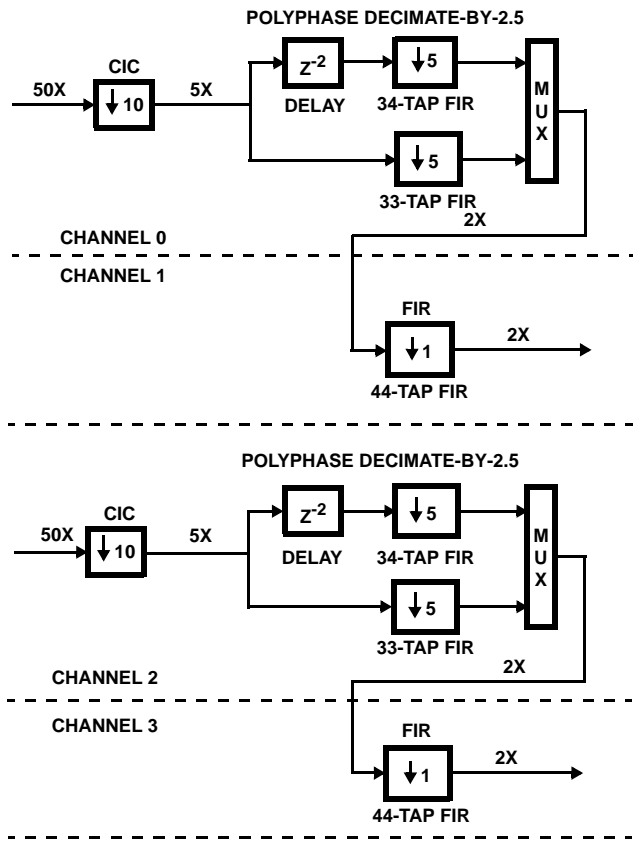 POLYPHASE DECIMATE-BY-2.5
CIC
50X
↓ 10
5X
Z-2
DELAY
↓ 5
34-TAP FIR
↓ 5
33-TAP FIR
MUX
2X
CHANNEL 0
CHANNEL 1
FIR
↓ 1
2X
44-TAP FIR
POLYPHASE DECIMATE-BY-2.5
CIC
50X
↓ 10
5X
Z-2
DELAY
↓ 5
34-TAP FIR
↓ 5
33-TAP FIR
MUX
2X
CHANNEL 2
CHANNEL 3
FIR
↓ 1
2X
44-TAP FIR